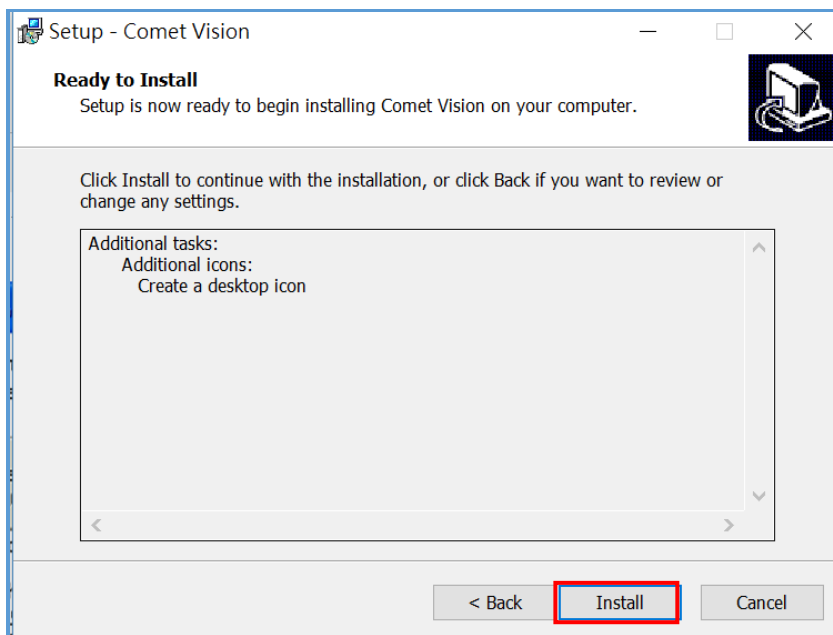 Setup - Comet Vision
Ready to Install
Setup is now ready to begin installing Comet Vision on your computer.
Click Install to continue with the installation, or click Back if you want to review or
change any settings.
Additional tasks:
Additional icons:
Create a desktop icon
< Back Install Cancel